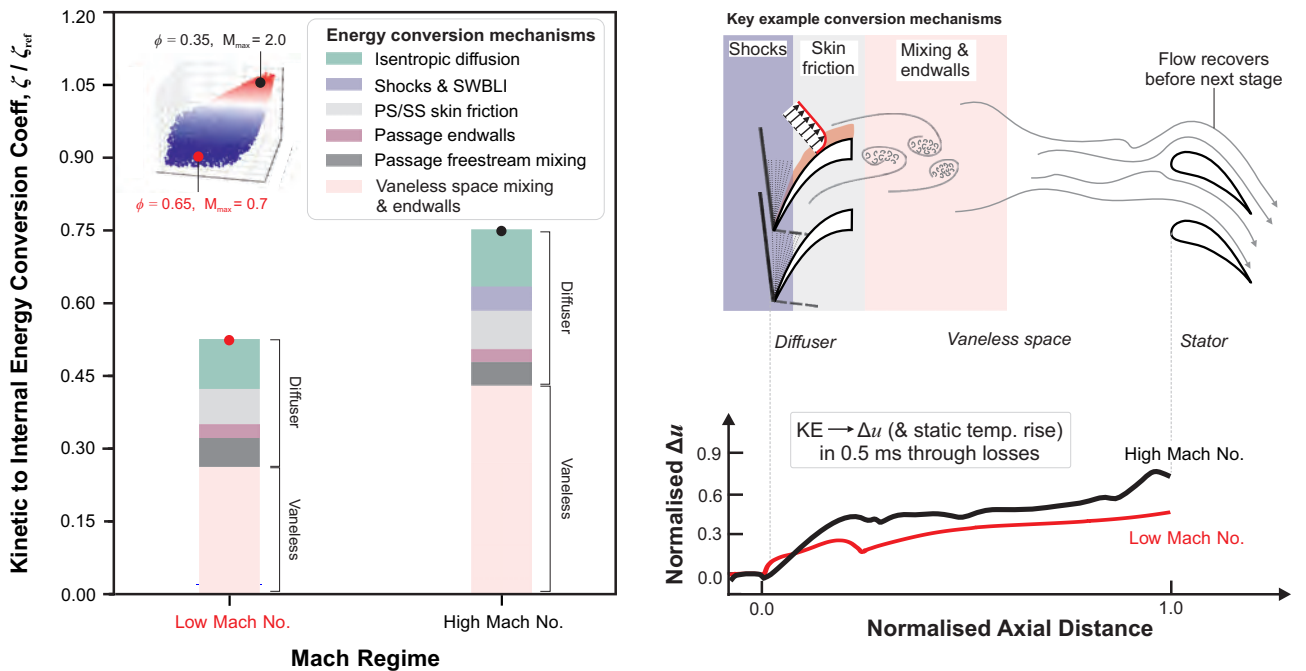 Kinetic to Internal Energy Conversion Coeff, ζ / ζref
1.20
1.05
0.90
0.75
0.60
0.45
0.30
0.15
0.00
ϕ = 0.35, Mmax = 2.0
ϕ = 0.65, Mmax = 0.7
Energy conversion mechanisms
Isentropic diffusion
Shocks & SWBLI
PS/SS skin friction
Passage endwalls
Passage freestream mixing
Vaneless space mixing
& endwalls
Diffuser
Vaneless
Diffuser
Vaneless
Low Mach No.
High Mach No.
Mach Regime
Key example conversion mechanisms
Shocks
Skin
friction
Mixing &
endwalls
Flow recovers
before next stage
Diffuser
Vaneless space
Stator
Normalised Δu
0.9
0.6
0.3
0.0
KE → Δu (& static temp. rise)
in 0.5 ms through losses
High Mach No.
Low Mach No.
0.0
1.0
Normalised Axial Distance